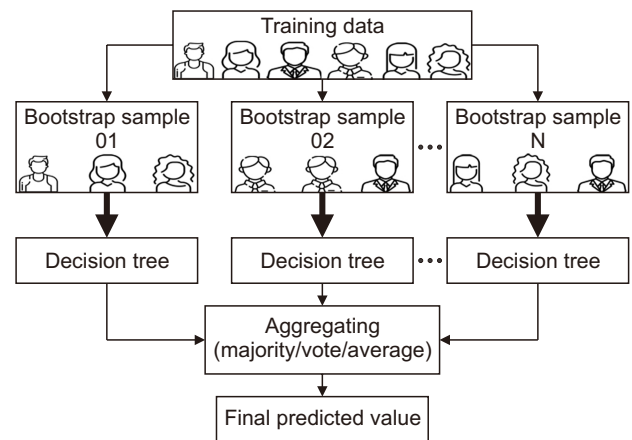 Training data
Bootstrap sample
01
Bootstrap sample
02
Bootstrap sample
N
Decision tree
Decision tree
Decision tree
Aggregating
(majority/vote/average)
Final predicted value